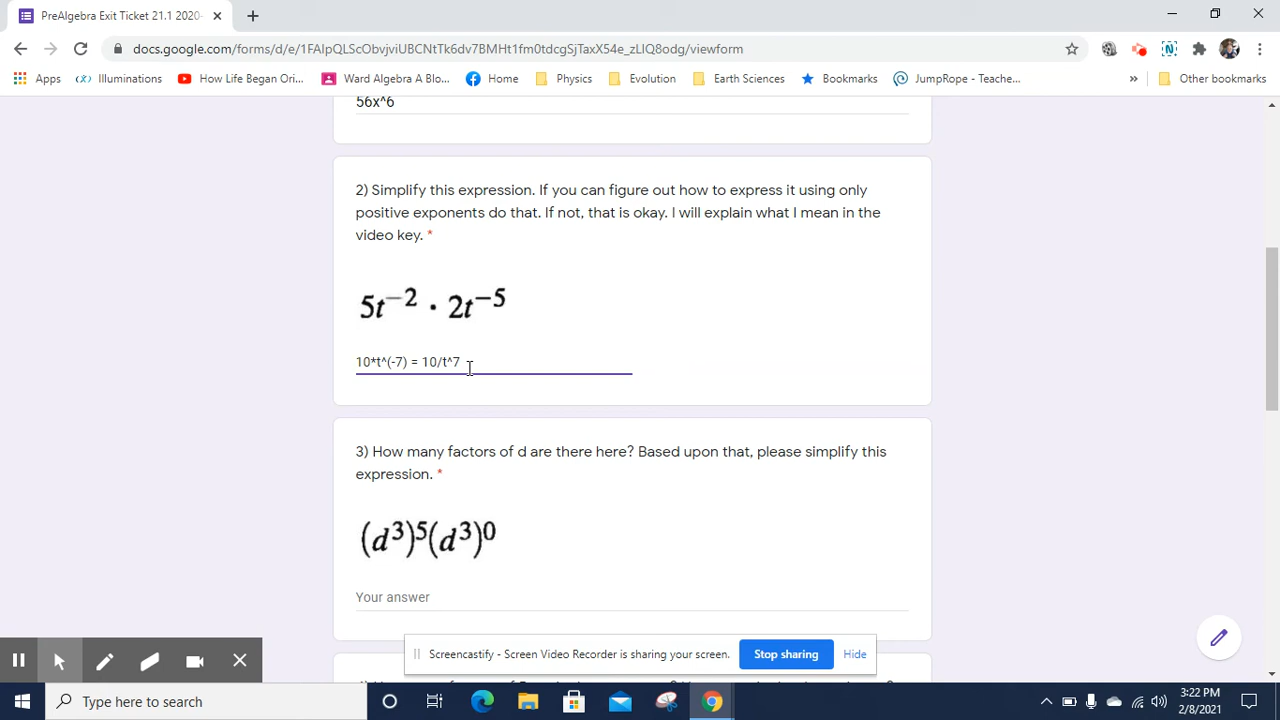 PreAlgebra Exit Ticket 21.1 2020-
docs.google.com/forms/d/e/1FAIpQLScObvjviUBCNtTk6dv7BMHt1fm0tdcgSjTaxX54e_zLIQ8odg/viewform
Apps Illuminations How Life Began Ori... Ward Algebra A Blo... Home Physics Evolution Earth Sciences Bookmarks JumpRope - Teache... » Other bookmarks
56x^6
2) Simplify this expression. If you can figure out how to express it using only
positive exponents do that. If not, that is okay. I will explain what I mean in the
video key. *
5t⁻² · 2t⁻⁵
10*t^(-7) = 10/t^7
3) How many factors of d are there here? Based upon that, please simplify this
expression. *
(d³)⁵(d³)⁰
Your answer
Screencastify - Screen Video Recorder is sharing your screen. Stop sharing Hide
Type here to search
3:22 PM
2/8/2021